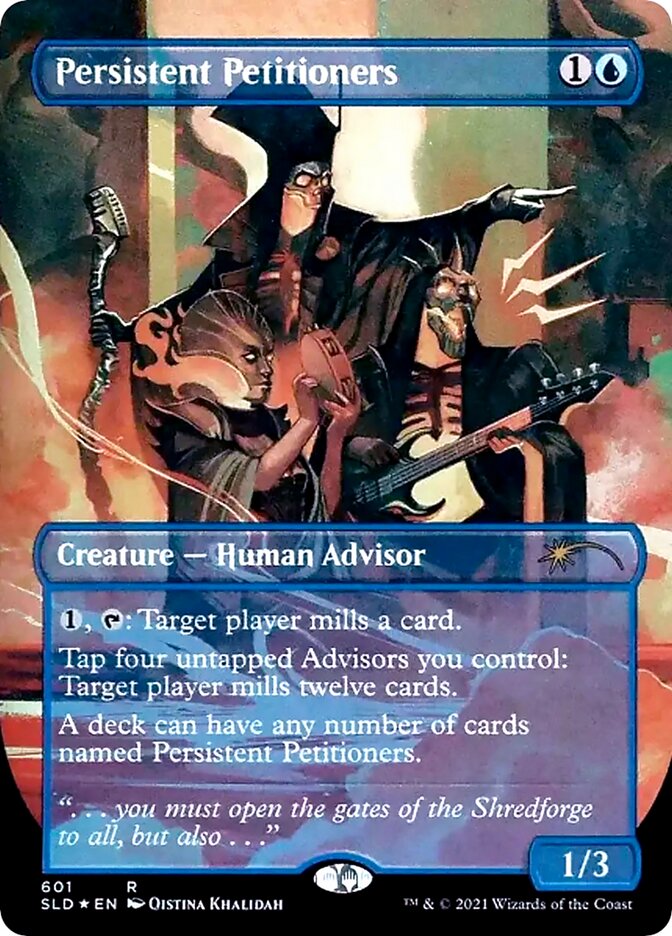 Persistent Petitioners 1
Creature — Human Advisor
1, : Target player mills a card.
Tap four untapped Advisors you control:
Target player mills twelve cards.
A deck can have any number of cards
named Persistent Petitioners.
“. . . you must open the gates of the Shredforge
to all, but also . . .”
1/3
601 R
SLD ★ EN Qistina Khalidah
™ & © 2021 Wizards of the Coast